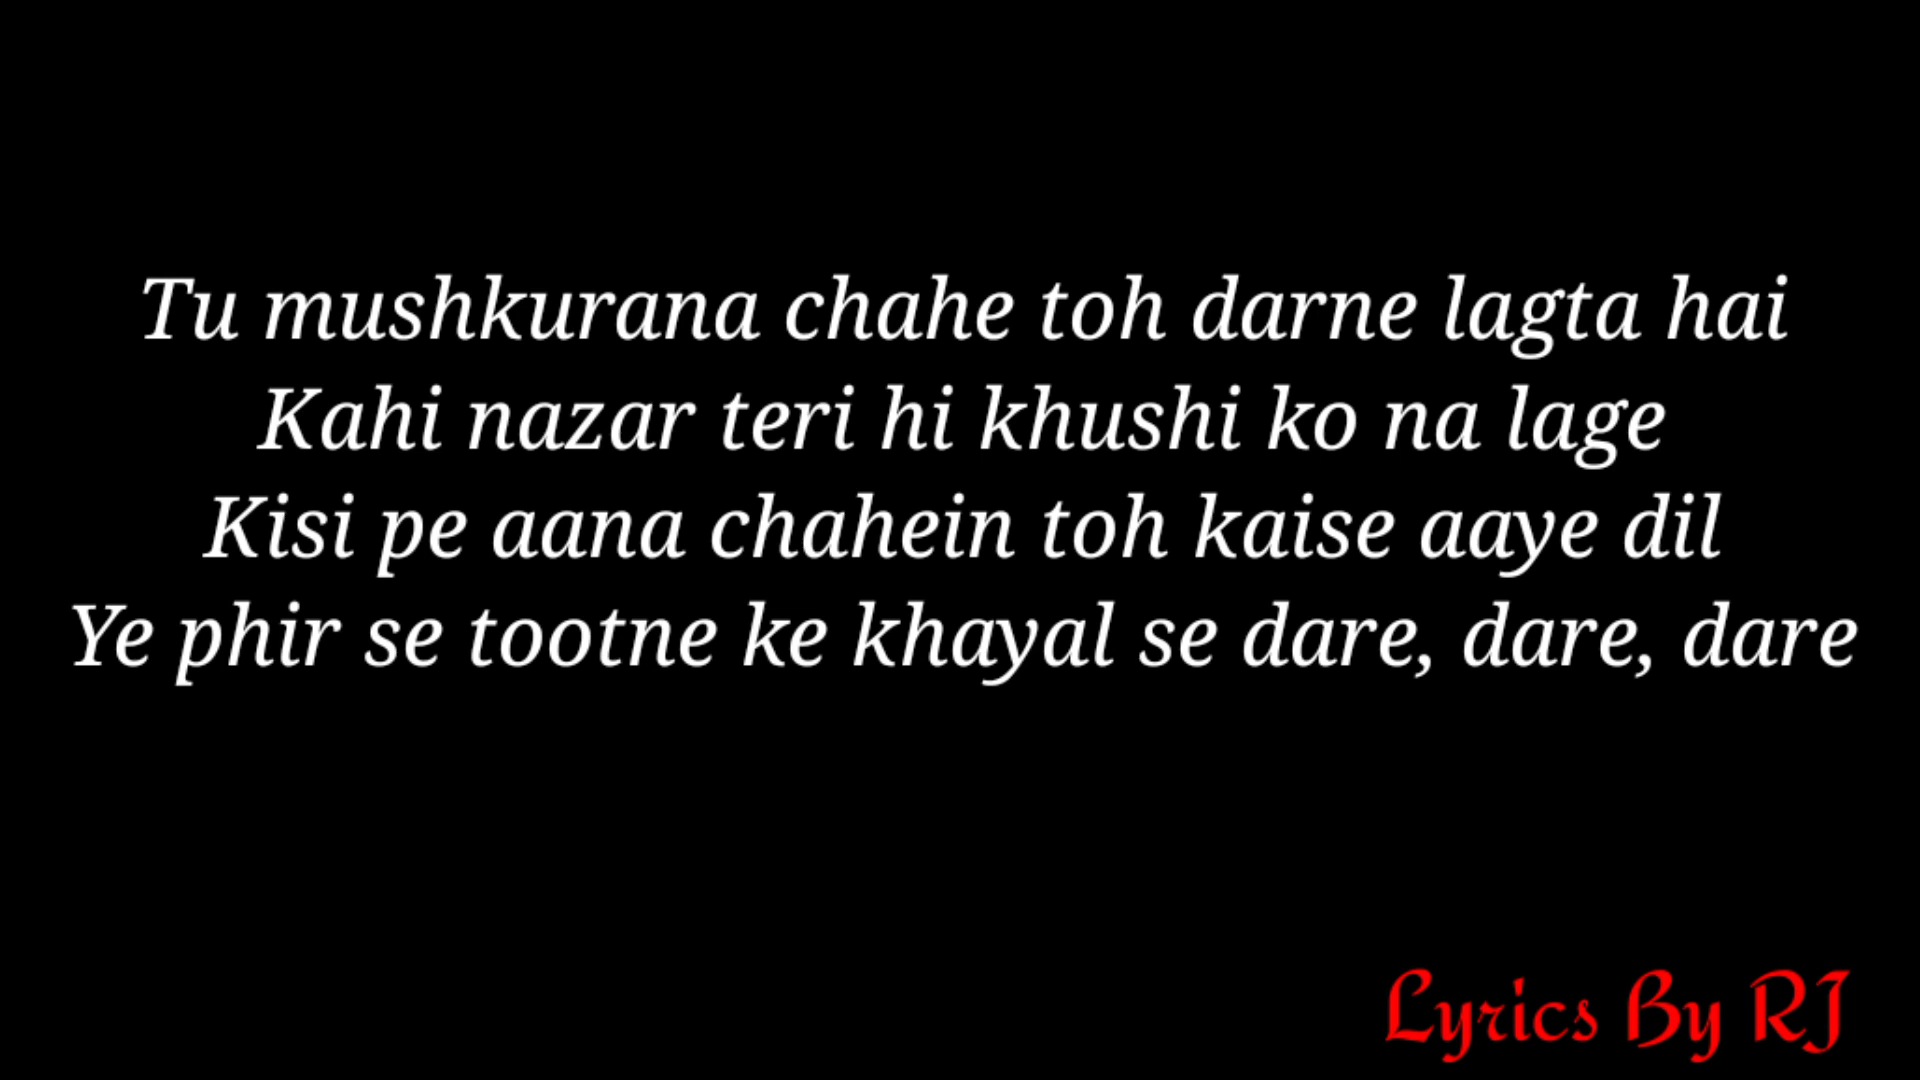 Tu mushkurana chahe toh darne lagta hai
Kahi nazar teri hi khushi ko na lage
Kisi pe aana chahein toh kaise aaye dil
Ye phir se tootne ke khayal se dare, dare, dare
Lyrics By RJ